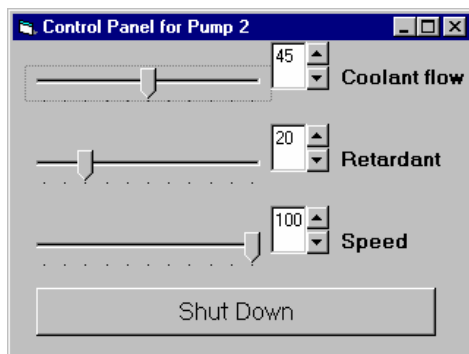 Control Panel for Pump 2
45
Coolant flow
20
Retardant
100
Speed
Shut Down